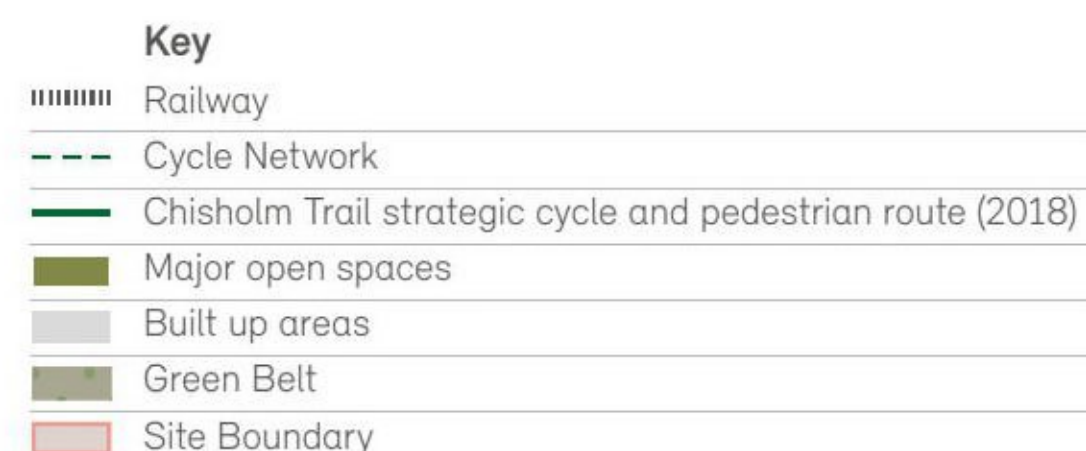 Key
Railway
Cycle Network
Chisholm Trail strategic cycle and pedestrian route (2018)
Major open spaces
Built up areas
Green Belt
Site Boundary